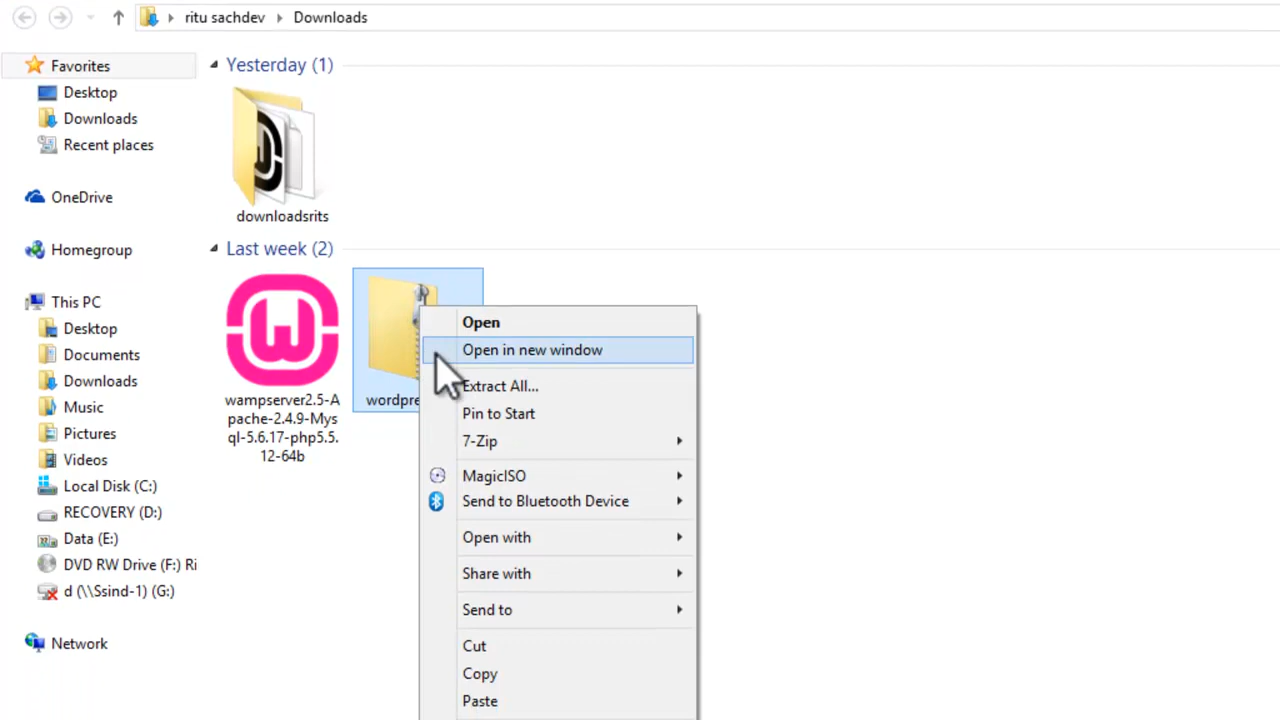 ritu sachdev Downloads
Favorites
Desktop
Downloads
Recent places
OneDrive
Homegroup
This PC
Desktop
Documents
Downloads
Music
Pictures
Videos
Local Disk (C:)
RECOVERY (D:)
Data (E:)
DVD RW Drive (F:) Ri
d (\\Ssind-1) (G:)
Network
Yesterday (1)
downloadsrits
Last week (2)
wampserver2.5-A
pache-2.4.9-Mys
ql-5.6.17-php5.5.
12-64b
wordpre
Open
Open in new window
Extract All...
Pin to Start
7-Zip
MagicISO
Send to Bluetooth Device
Open with
Share with
Send to
Cut
Copy
Paste